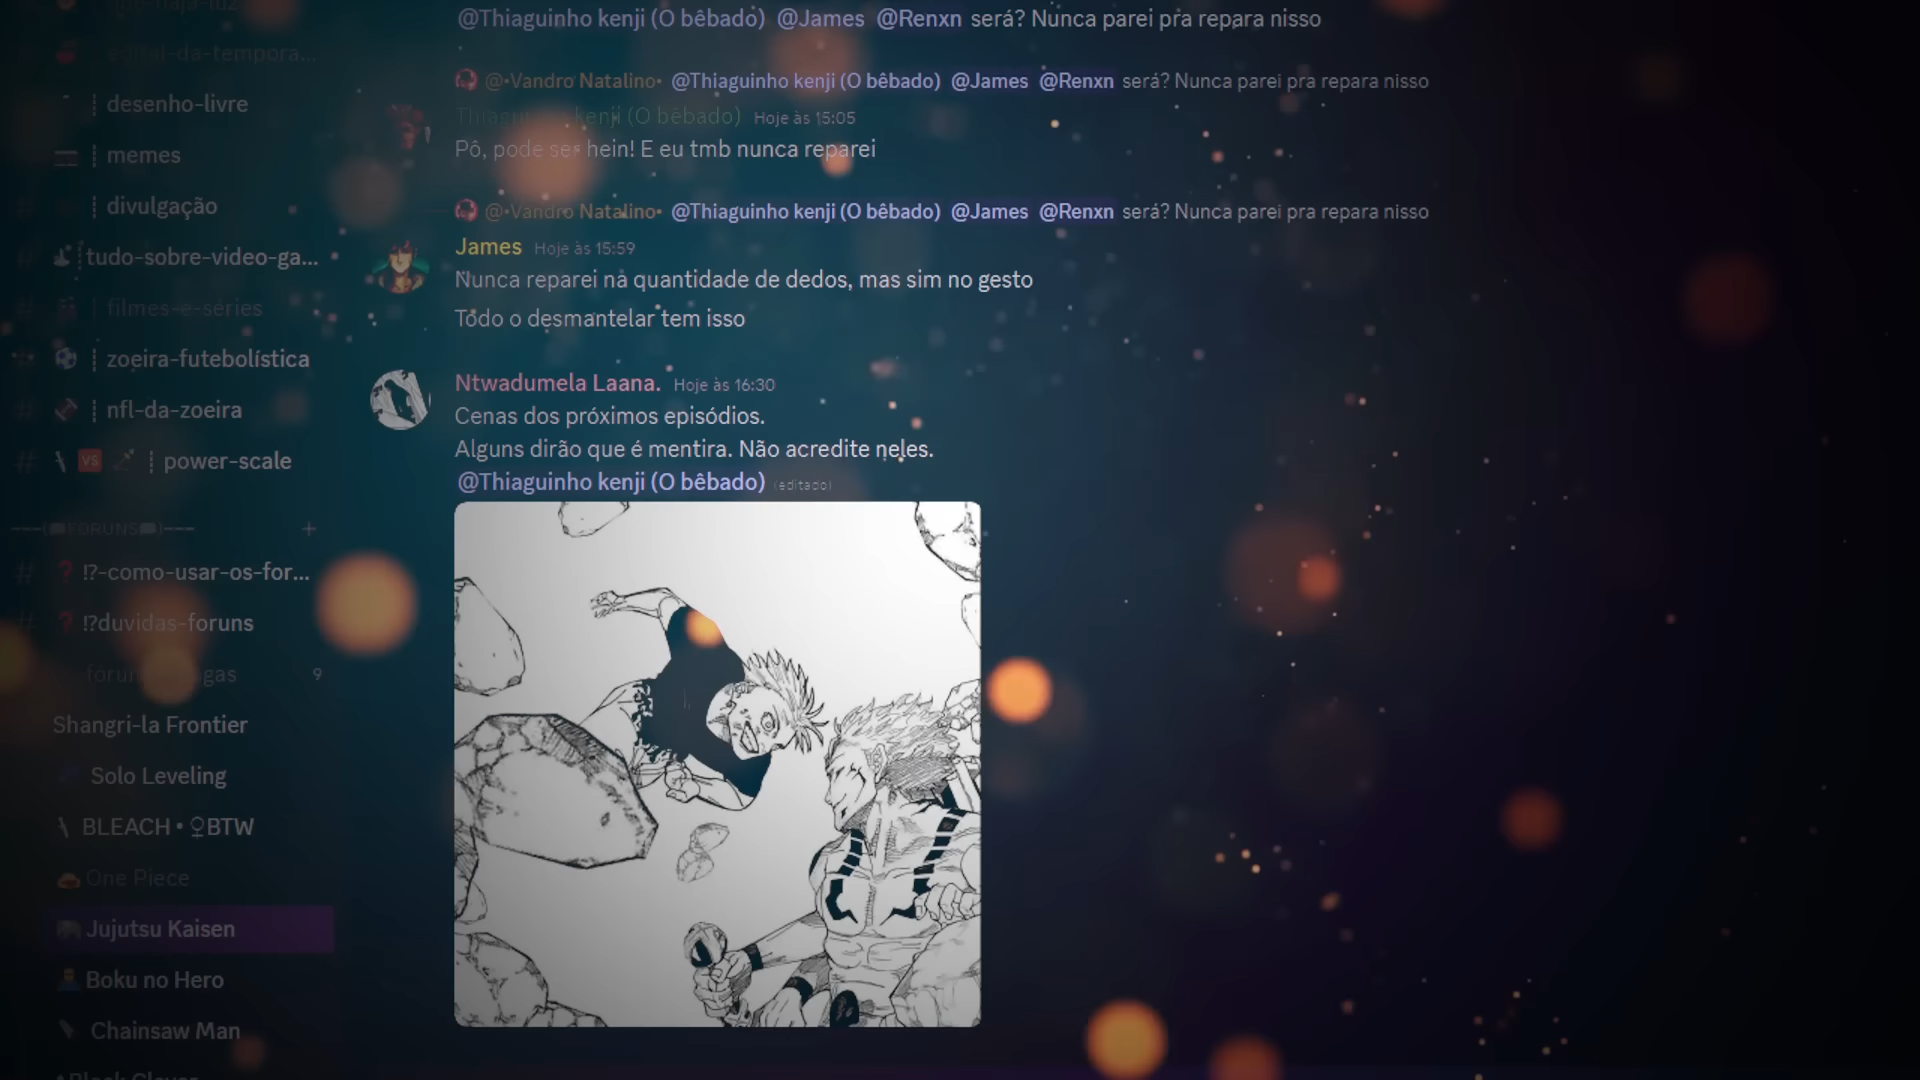 desenho-livre
memes
divulgação
tudo-sobre-video-ga...
filmes-e-séries
zoeira-futebolística
nfl-da-zoeira
VS power-scale
FORUNS
⁉-como-usar-os-for...
⁉duvidas-foruns
9
Shangri-la Frontier
Solo Leveling
BLEACH • ♀BTW
One Piece
Jujutsu Kaisen
Boku no Hero
Chainsaw Man
@Thiaguinho kenji (O bêbado) @James @Renxn será? Nunca parei pra repara nisso
@•Vandro Natalino• @Thiaguinho kenji (O bêbado) @James @Renxn será? Nunca parei pra repara nisso
Thiaguinho kenji (O bêbado) Hoje às 15:05
Pô, pode ser hein! E eu tmb nunca reparei
@•Vandro Natalino• @Thiaguinho kenji (O bêbado) @James @Renxn será? Nunca parei pra repara nisso
James Hoje às 15:59
Nunca reparei na quantidade de dedos, mas sim no gesto
Todo o desmantelar tem isso
Ntwadumela Laana. Hoje às 16:30
Cenas dos próximos episódios.
Alguns dirão que é mentira. Não acredite neles.
@Thiaguinho kenji (O bêbado) (editado)